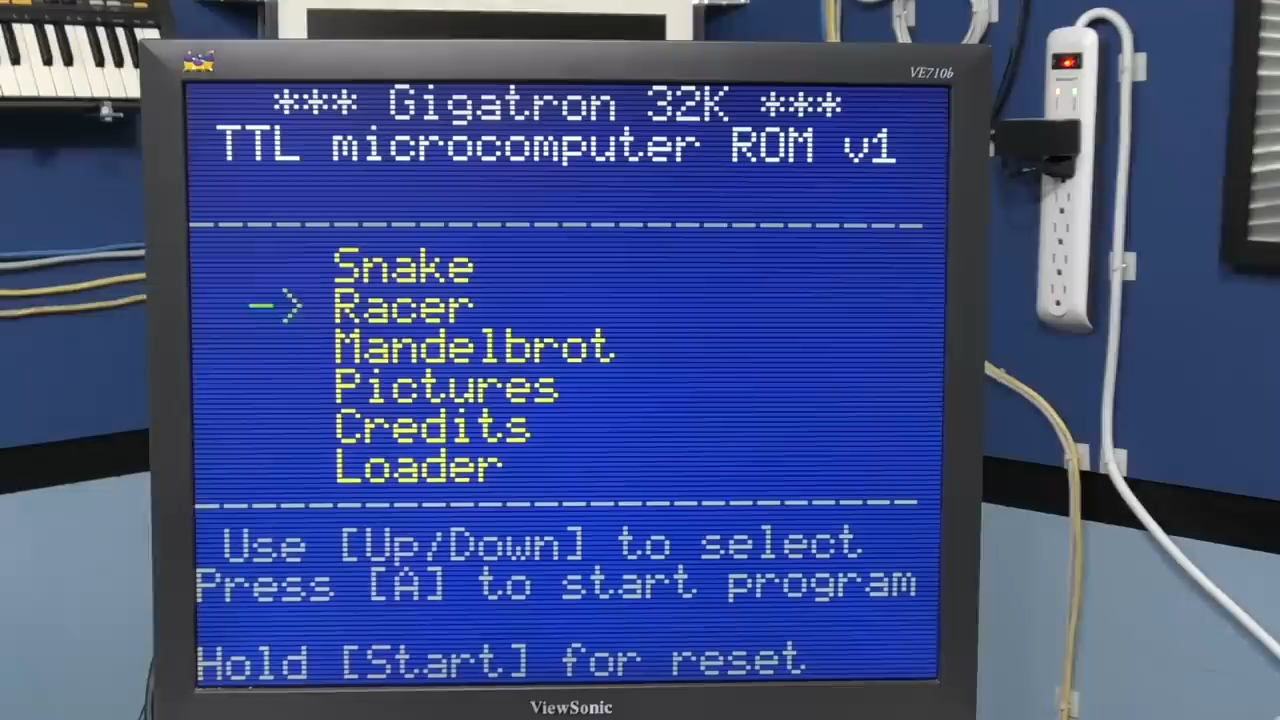 VE710b
*** Gigatron 32K ***
TTL microcomputer ROM v1
--------------------------
Snake
--> Racer
Mandelbrot
Pictures
Credits
Loader
--------------------------
Use [Up/Down] to select
Press [A] to start program
Hold [Start] for reset
ViewSonic